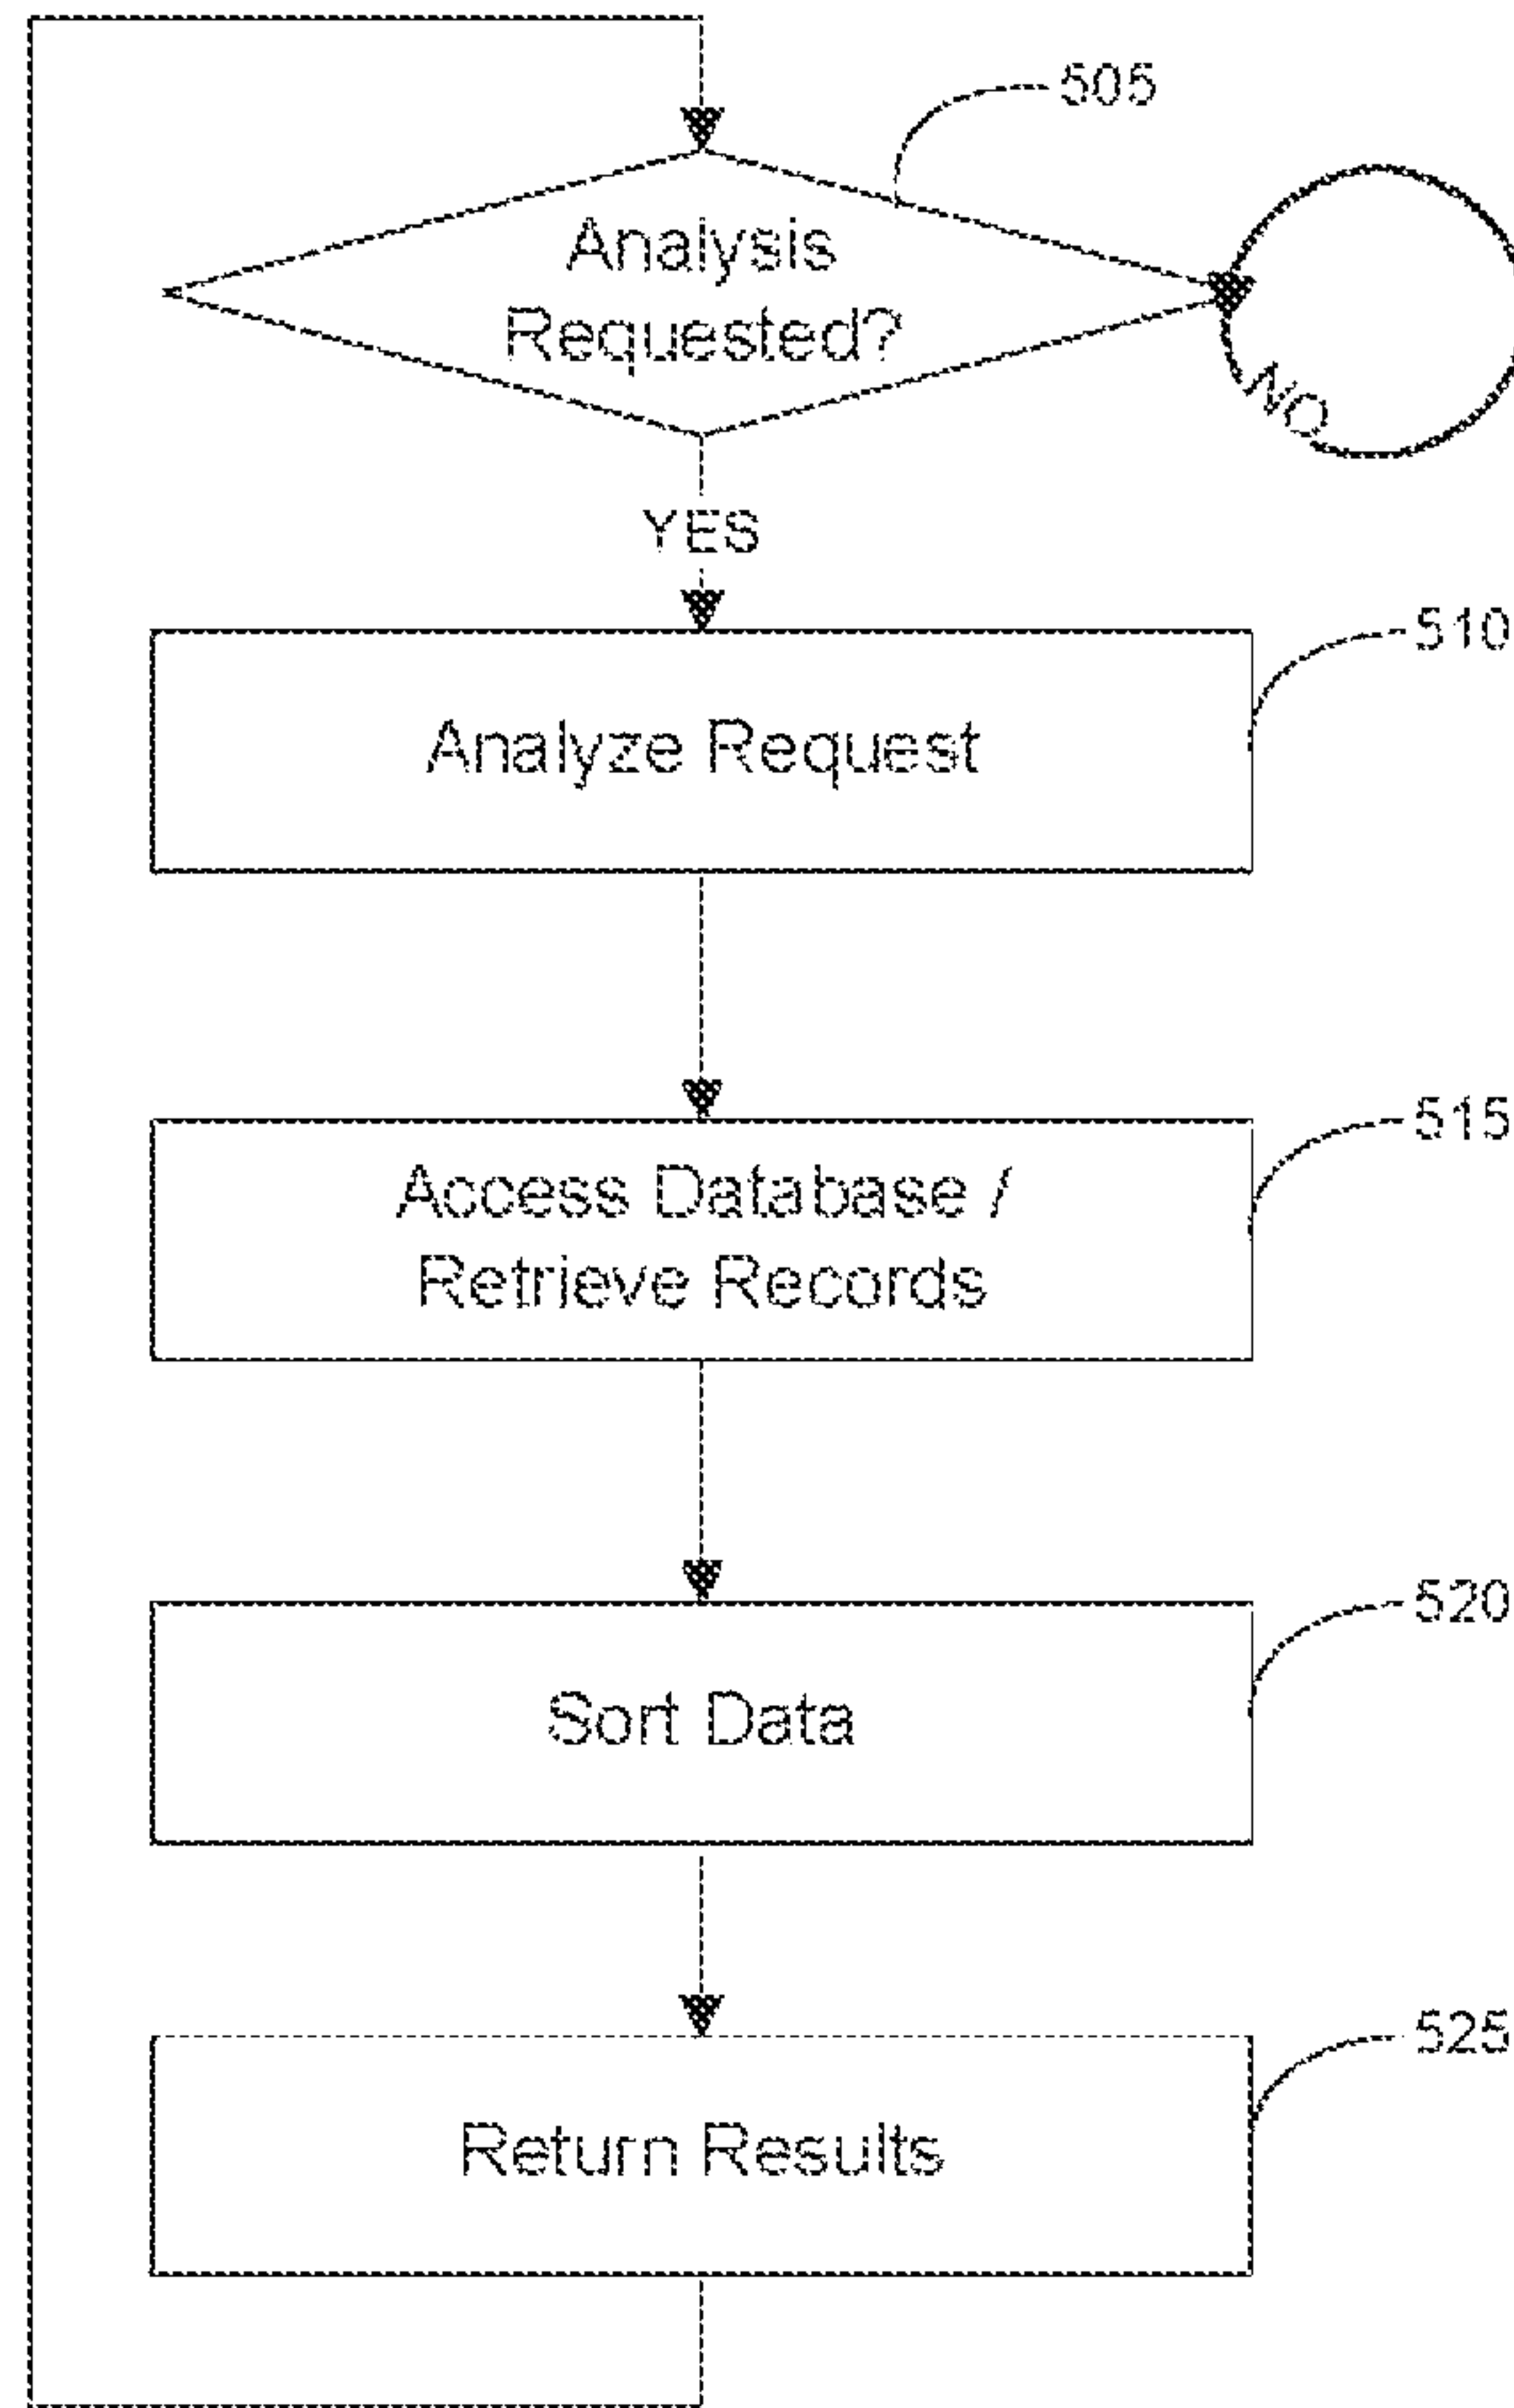 505
Analysis
Requested?
NO
YES
510
Analyze Request
515
Access Database /
Retrieve Records
520
Sort Data
525
Return Results